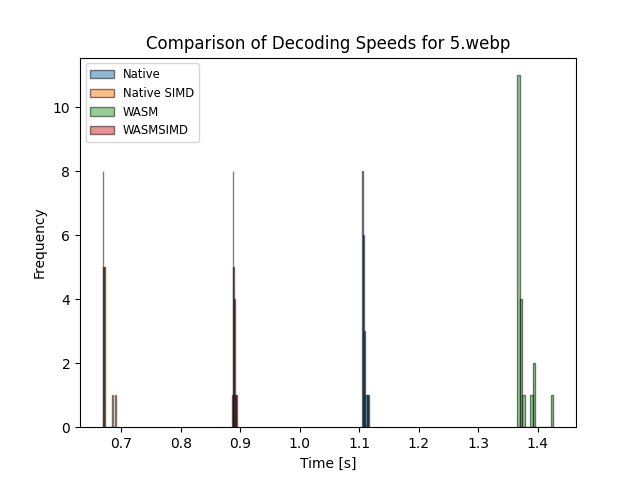 Comparison of Decoding Speeds for 5.webp
Native
Native SIMD
WASM
WASMSIMD
Frequency
10
8
6
4
2
0
0.7 0.8 0.9 1.0 1.1 1.2 1.3 1.4
Time [s]